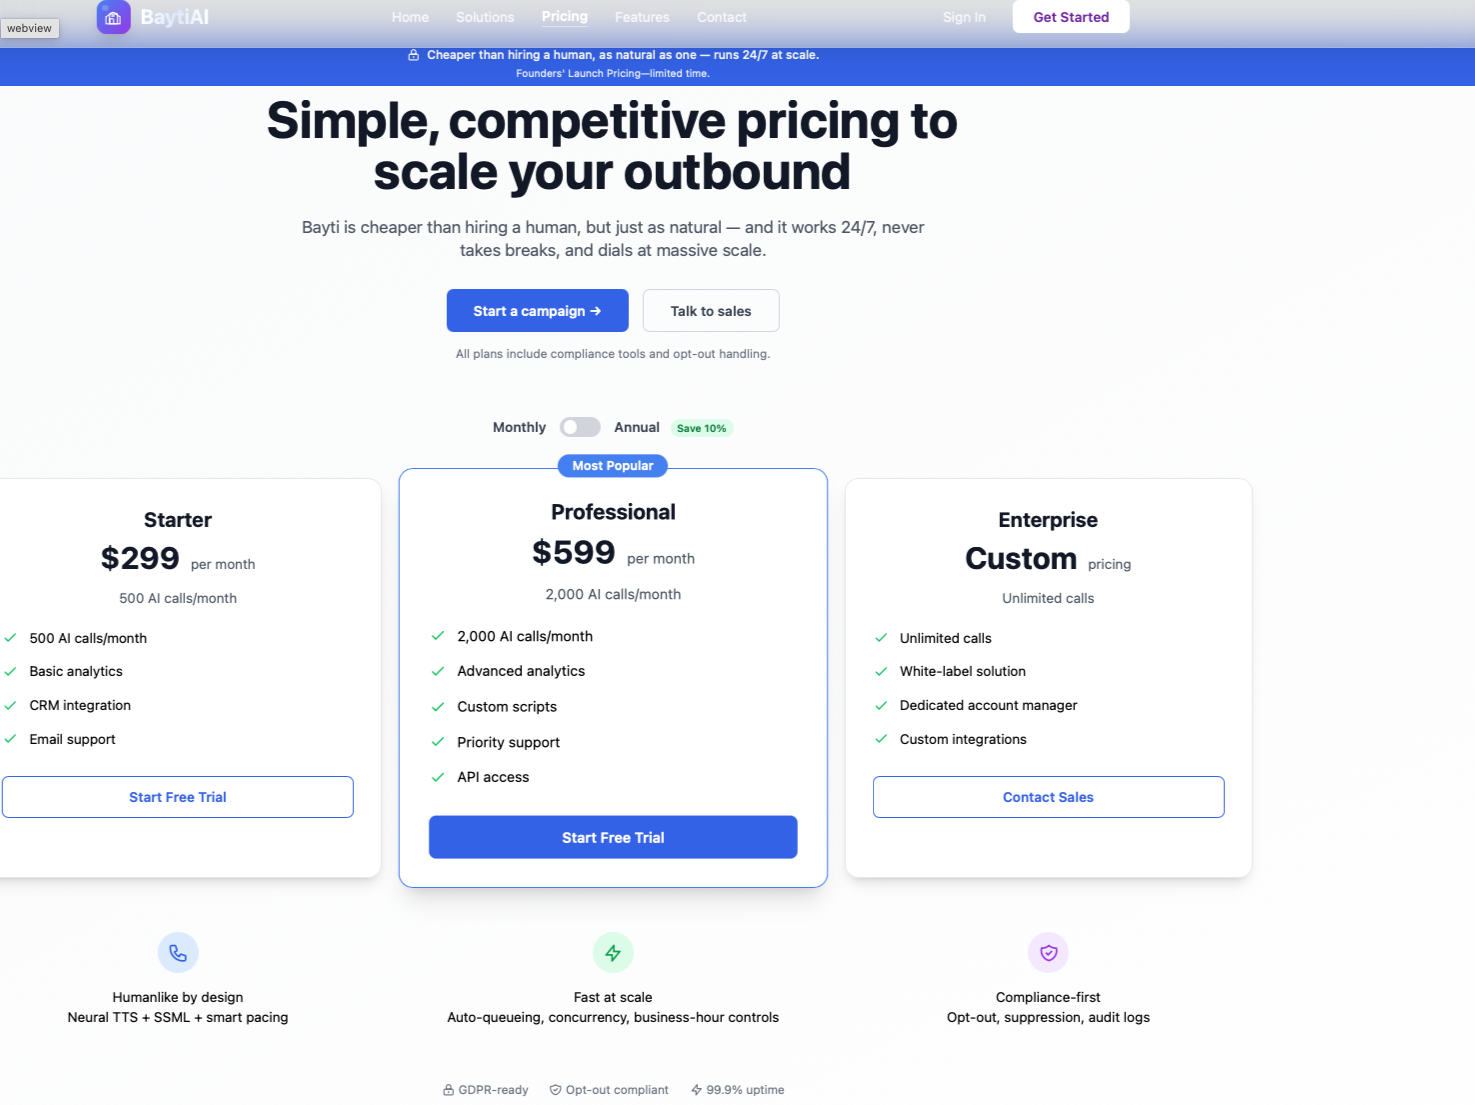 webview
BaytiAI
Home Solutions Pricing Features Contact
Sign In Get Started
Cheaper than hiring a human, as natural as one — runs 24/7 at scale.
Founders' Launch Pricing—limited time.
Simple, competitive pricing to
scale your outbound
Bayti is cheaper than hiring a human, but just as natural — and it works 24/7, never
takes breaks, and dials at massive scale.
Start a campaign →
Talk to sales
All plans include compliance tools and opt-out handling.
Monthly Annual Save 10%
Starter
$299 per month
500 AI calls/month
500 AI calls/month
Basic analytics
CRM integration
Email support
Start Free Trial
Most Popular
Professional
$599 per month
2,000 AI calls/month
2,000 AI calls/month
Advanced analytics
Custom scripts
Priority support
API access
Start Free Trial
Enterprise
Custom pricing
Unlimited calls
Unlimited calls
White-label solution
Dedicated account manager
Custom integrations
Contact Sales
Humanlike by design
Neural TTS + SSML + smart pacing
Fast at scale
Auto-queueing, concurrency, business-hour controls
Compliance-first
Opt-out, suppression, audit logs
GDPR-ready Opt-out compliant 99.9% uptime